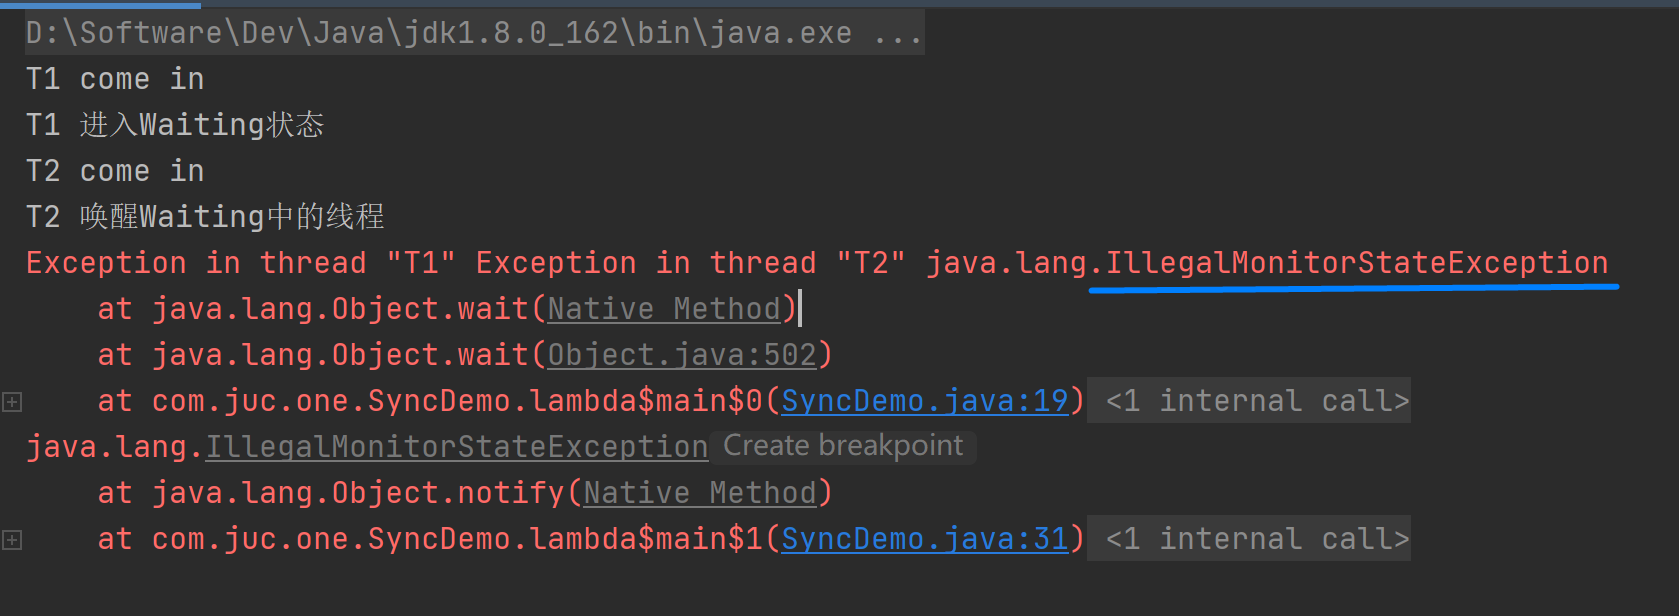 D:\Software\Dev\Java\jdk1.8.0_162\bin\java.exe ...
T1 come in
T1 进入Waiting状态
T2 come in
T2 唤醒Waiting中的线程
Exception in thread "T1" Exception in thread "T2" java.lang.IllegalMonitorStateException
    at java.lang.Object.wait(Native Method)
    at java.lang.Object.wait(Object.java:502)
    at com.juc.one.SyncDemo.lambda$main$0(SyncDemo.java:19) <1 internal call>
java.lang.IllegalMonitorStateException Create breakpoint
    at java.lang.Object.notify(Native Method)
    at com.juc.one.SyncDemo.lambda$main$1(SyncDemo.java:31) <1 internal call>